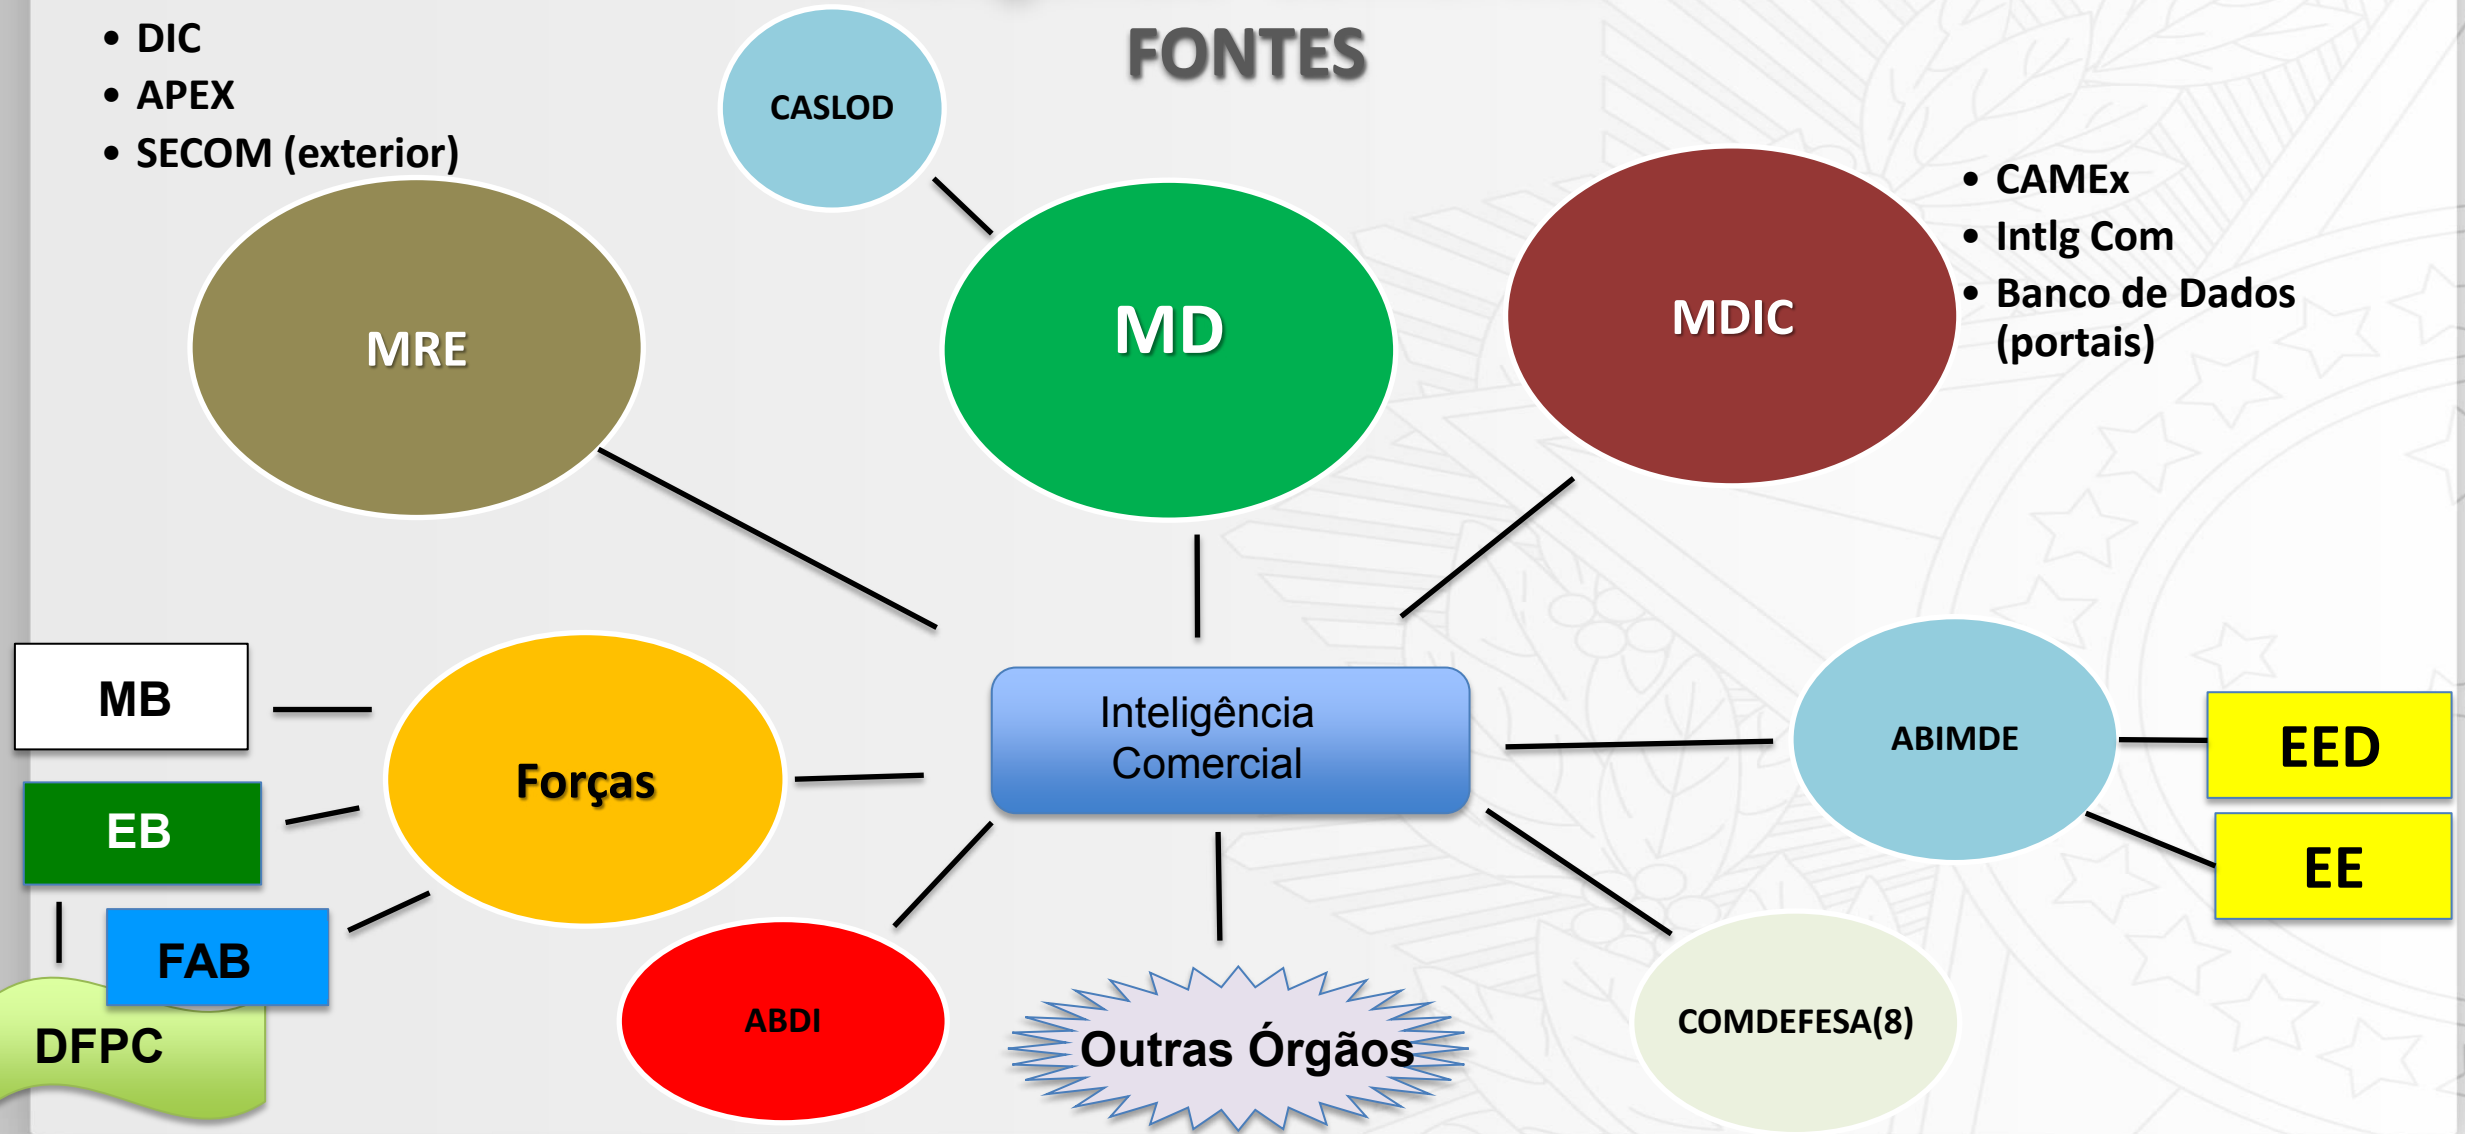 FONTES
• DIC
• APEX
• SECOM (exterior)
CASLOD
• CAMEx
• Intlg Com
• Banco de Dados
(portais)
MRE
MD
MDIC
MB
EB
FAB
DFPC
Forças
Inteligência
Comercial
ABIMDE
EED
EE
ABDI
Outras Órgãos
COMDEFESA(8)